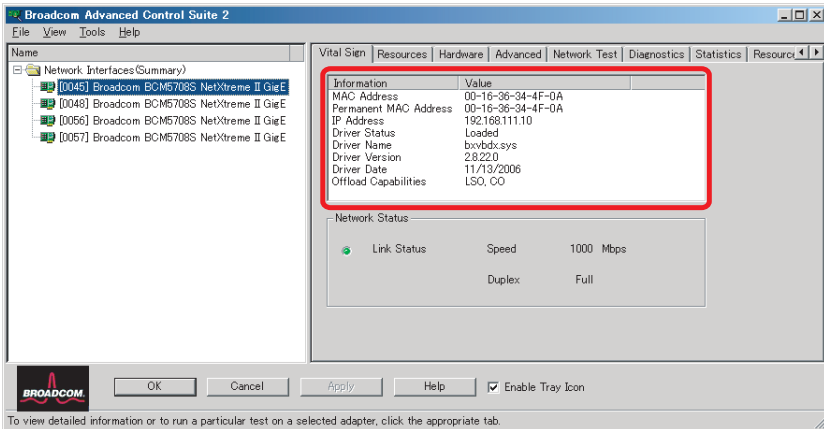 Broadcom Advanced Control Suite 2
File View Tools Help
Name
Network Interfaces(Summary)
[0045] Broadcom BCM5708S NetXtreme II GigE
[0048] Broadcom BCM5708S NetXtreme II GigE
[0056] Broadcom BCM5708S NetXtreme II GigE
[0057] Broadcom BCM5708S NetXtreme II GigE
Vital Sign Resources Hardware Advanced Network Test Diagnostics Statistics Resource
Information Value
MAC Address 00-16-36-34-4F-0A
Permanent MAC Address 00-16-36-34-4F-0A
IP Address 192.168.111.10
Driver Status Loaded
Driver Name bxvbdx.sys
Driver Version 2.8.22.0
Driver Date 11/13/2006
Offload Capabilities LSO, CO
Network Status
Link Status Speed 1000 Mbps
Duplex Full
BROADCOM.
OK Cancel Apply Help Enable Tray Icon
To view detailed information or to run a particular test on a selected adapter, click the appropriate tab.